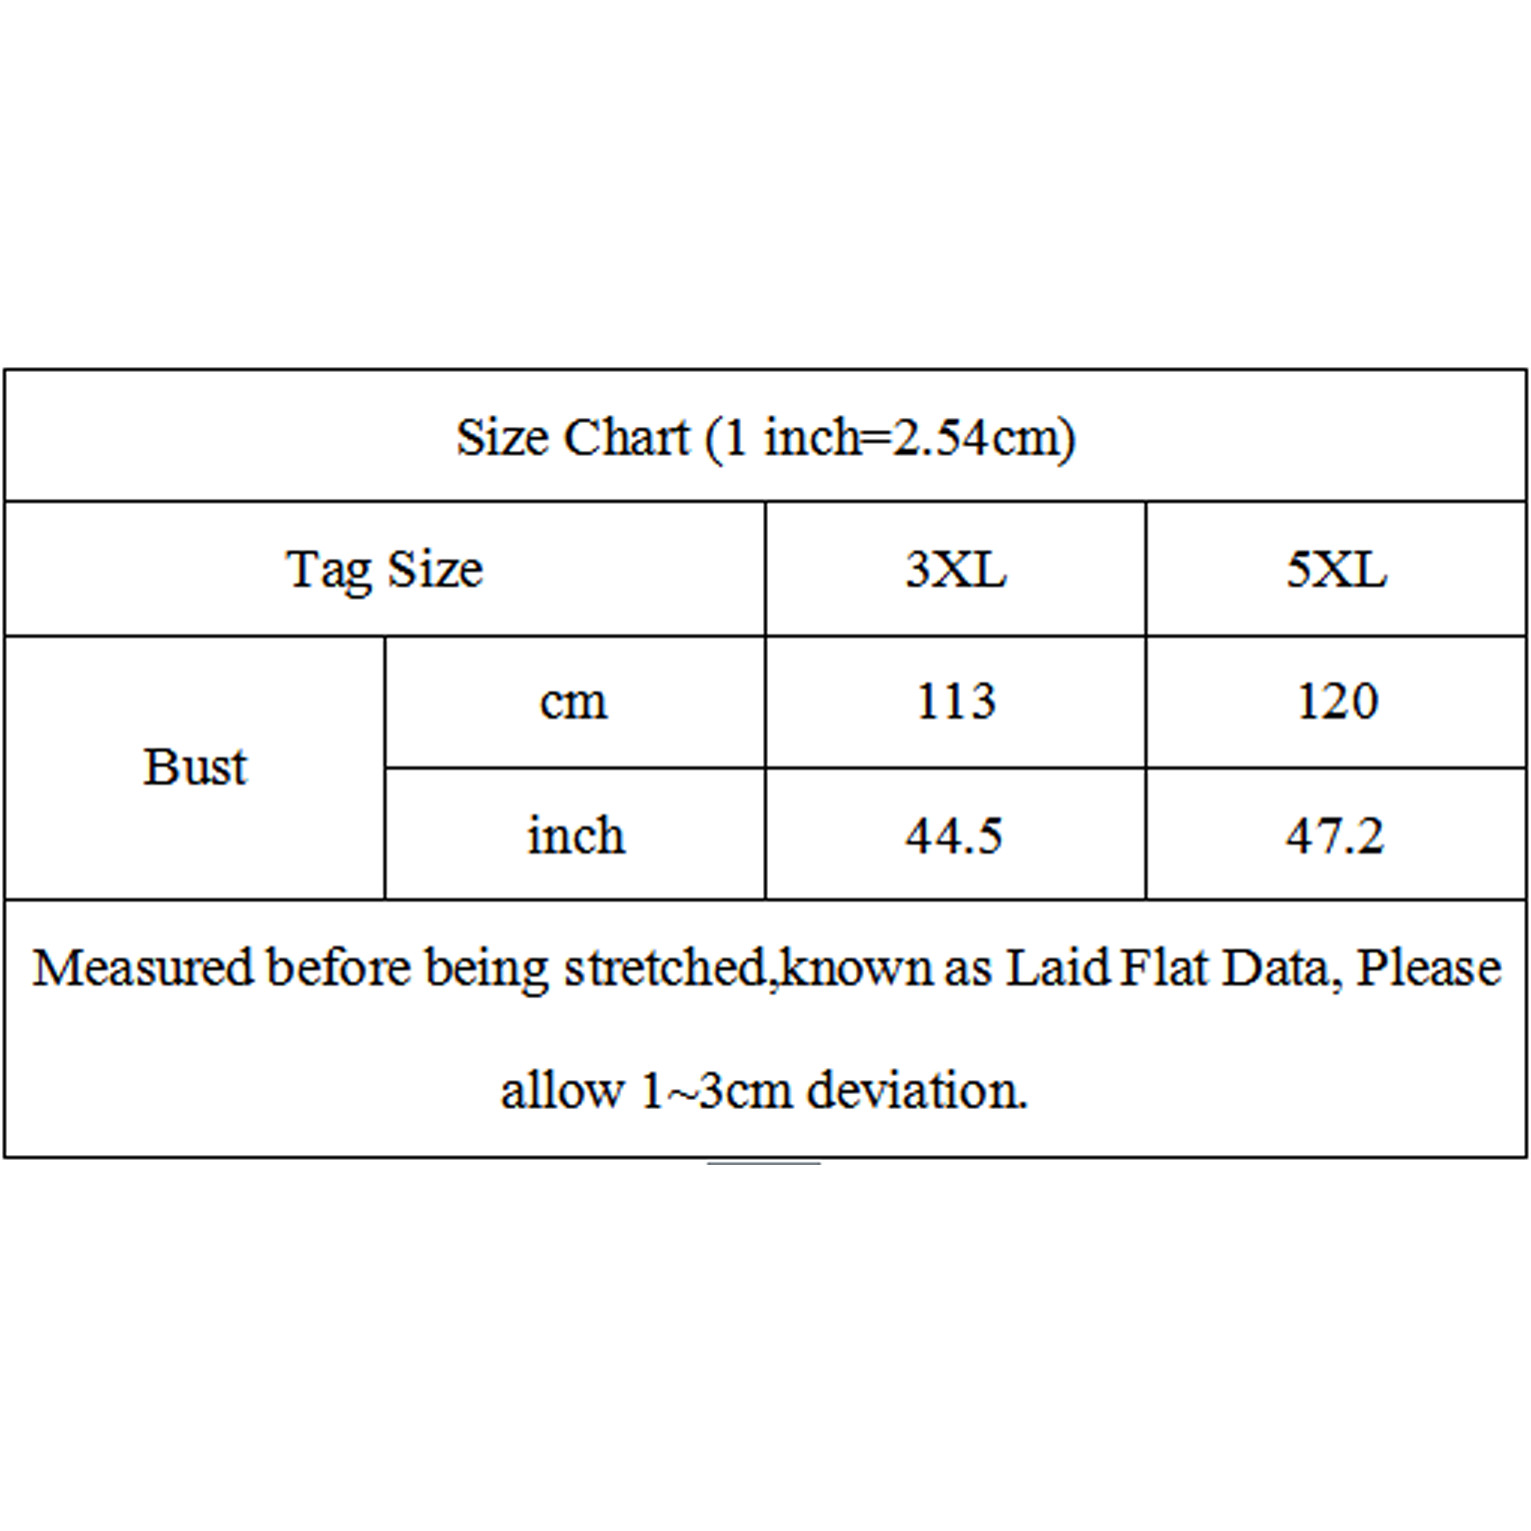 Size Chart (1 inch=2.54cm)
Tag Size 3XL 5XL
Bust
cm 113 120
inch 44.5 47.2
Measured before being stretched,known as Laid Flat Data, Please
allow 1~3cm deviation.